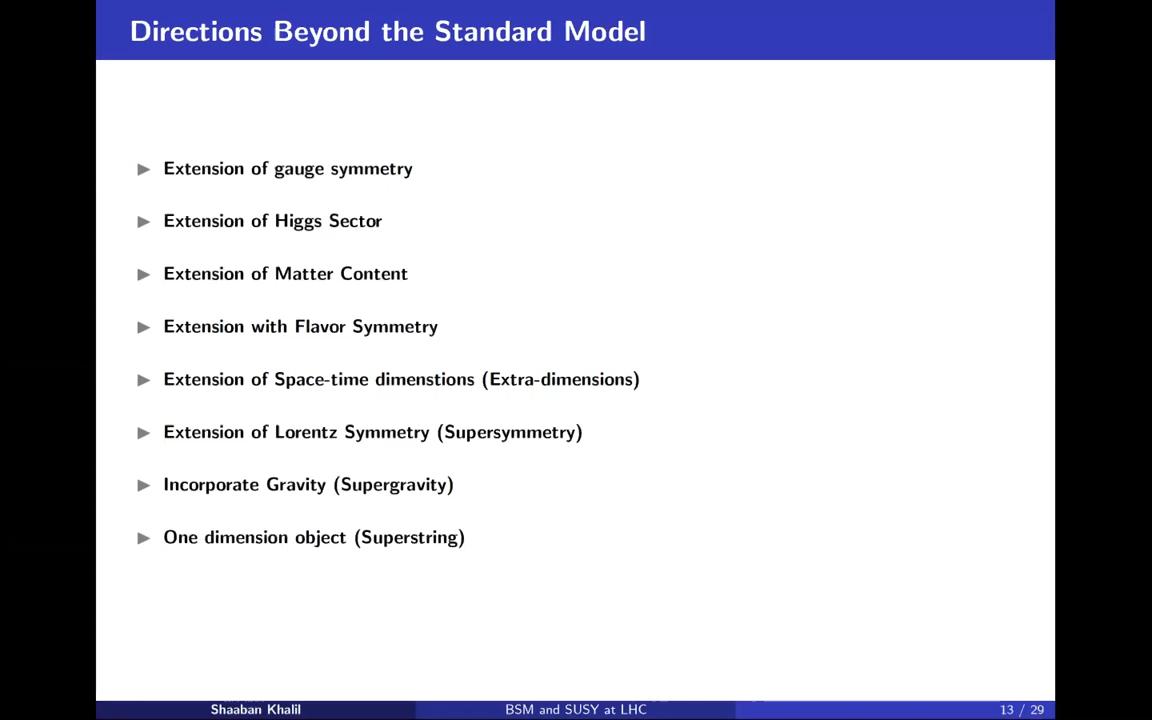 Directions Beyond the Standard Model
Extension of gauge symmetry
Extension of Higgs Sector
Extension of Matter Content
Extension with Flavor Symmetry
Extension of Space-time dimenstions (Extra-dimensions)
Extension of Lorentz Symmetry (Supersymmetry)
Incorporate Gravity (Supergravity)
One dimension object (Superstring)
Shaaban Khalil BSM and SUSY at LHC 13 / 29